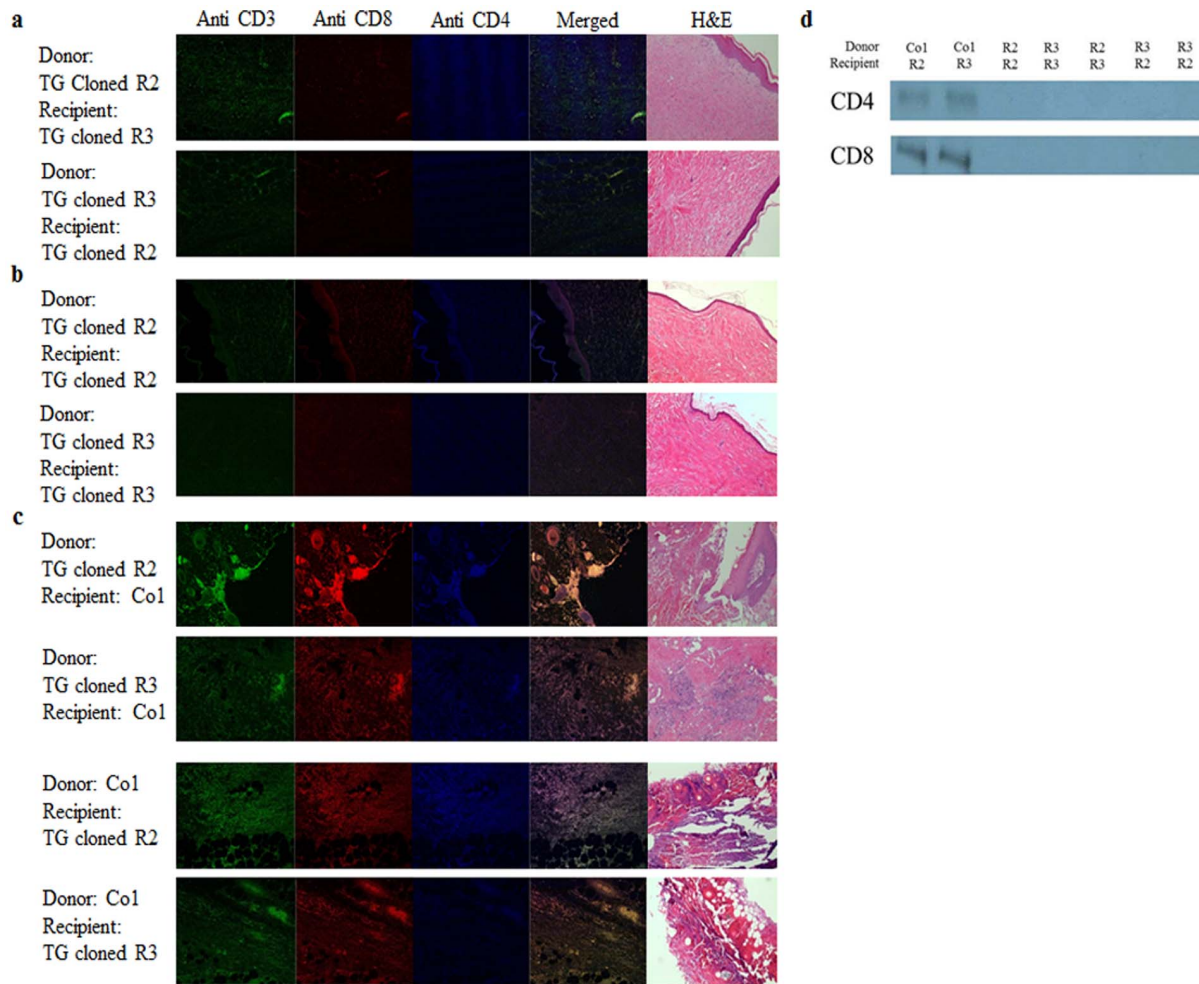 a
Anti CD3 Anti CD8 Anti CD4 Merged H&E
Donor:
TG Cloned R2
Recipient:
TG cloned R3
Donor:
TG cloned R3
Recipient:
TG cloned R2
b
Donor:
TG cloned R2
Recipient:
TG cloned R2
Donor:
TG cloned R3
Recipient:
TG cloned R3
c
Donor:
TG cloned R2
Recipient: Co1
Donor:
TG cloned R3
Recipient: Co1
Donor: Co1
Recipient:
TG cloned R2
Donor: Co1
Recipient:
TG cloned R3
d
Donor Co1 Co1 R2 R3 R2 R3 R3
Recipient R2 R3 R2 R3 R3 R2 R2
CD4
CD8